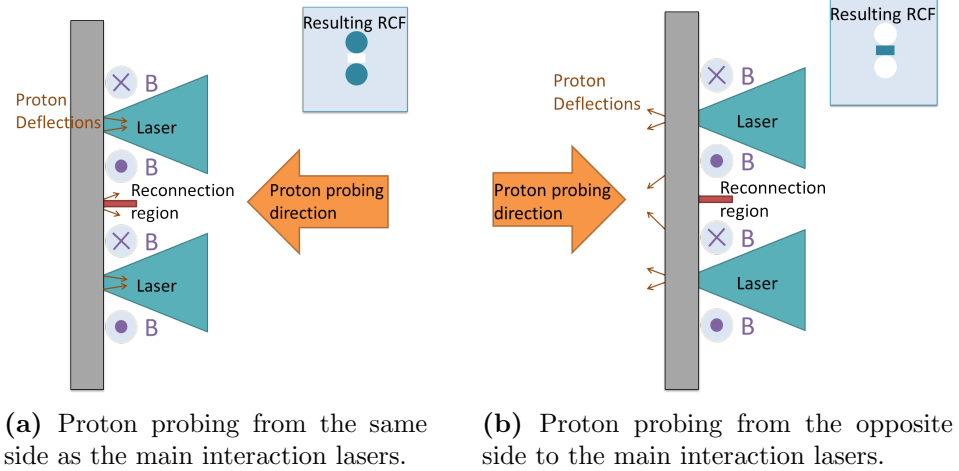 Resulting RCF
B
Proton
Deflections
Laser
B
Reconnection
region
Proton probing
direction
B
Laser
B
(a) Proton probing from the same
side as the main interaction lasers.
Resulting RCF
B
Proton
Deflections
Laser
B
Proton probing
direction
Reconnection
region
B
Laser
B
(b) Proton probing from the opposite
side to the main interaction lasers.